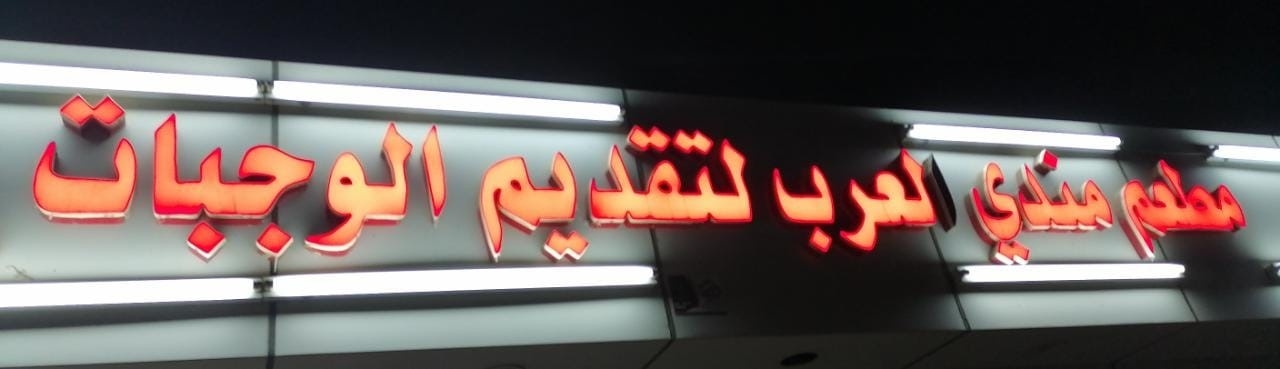 مطعم مندي العرب لتقديم الوجبات